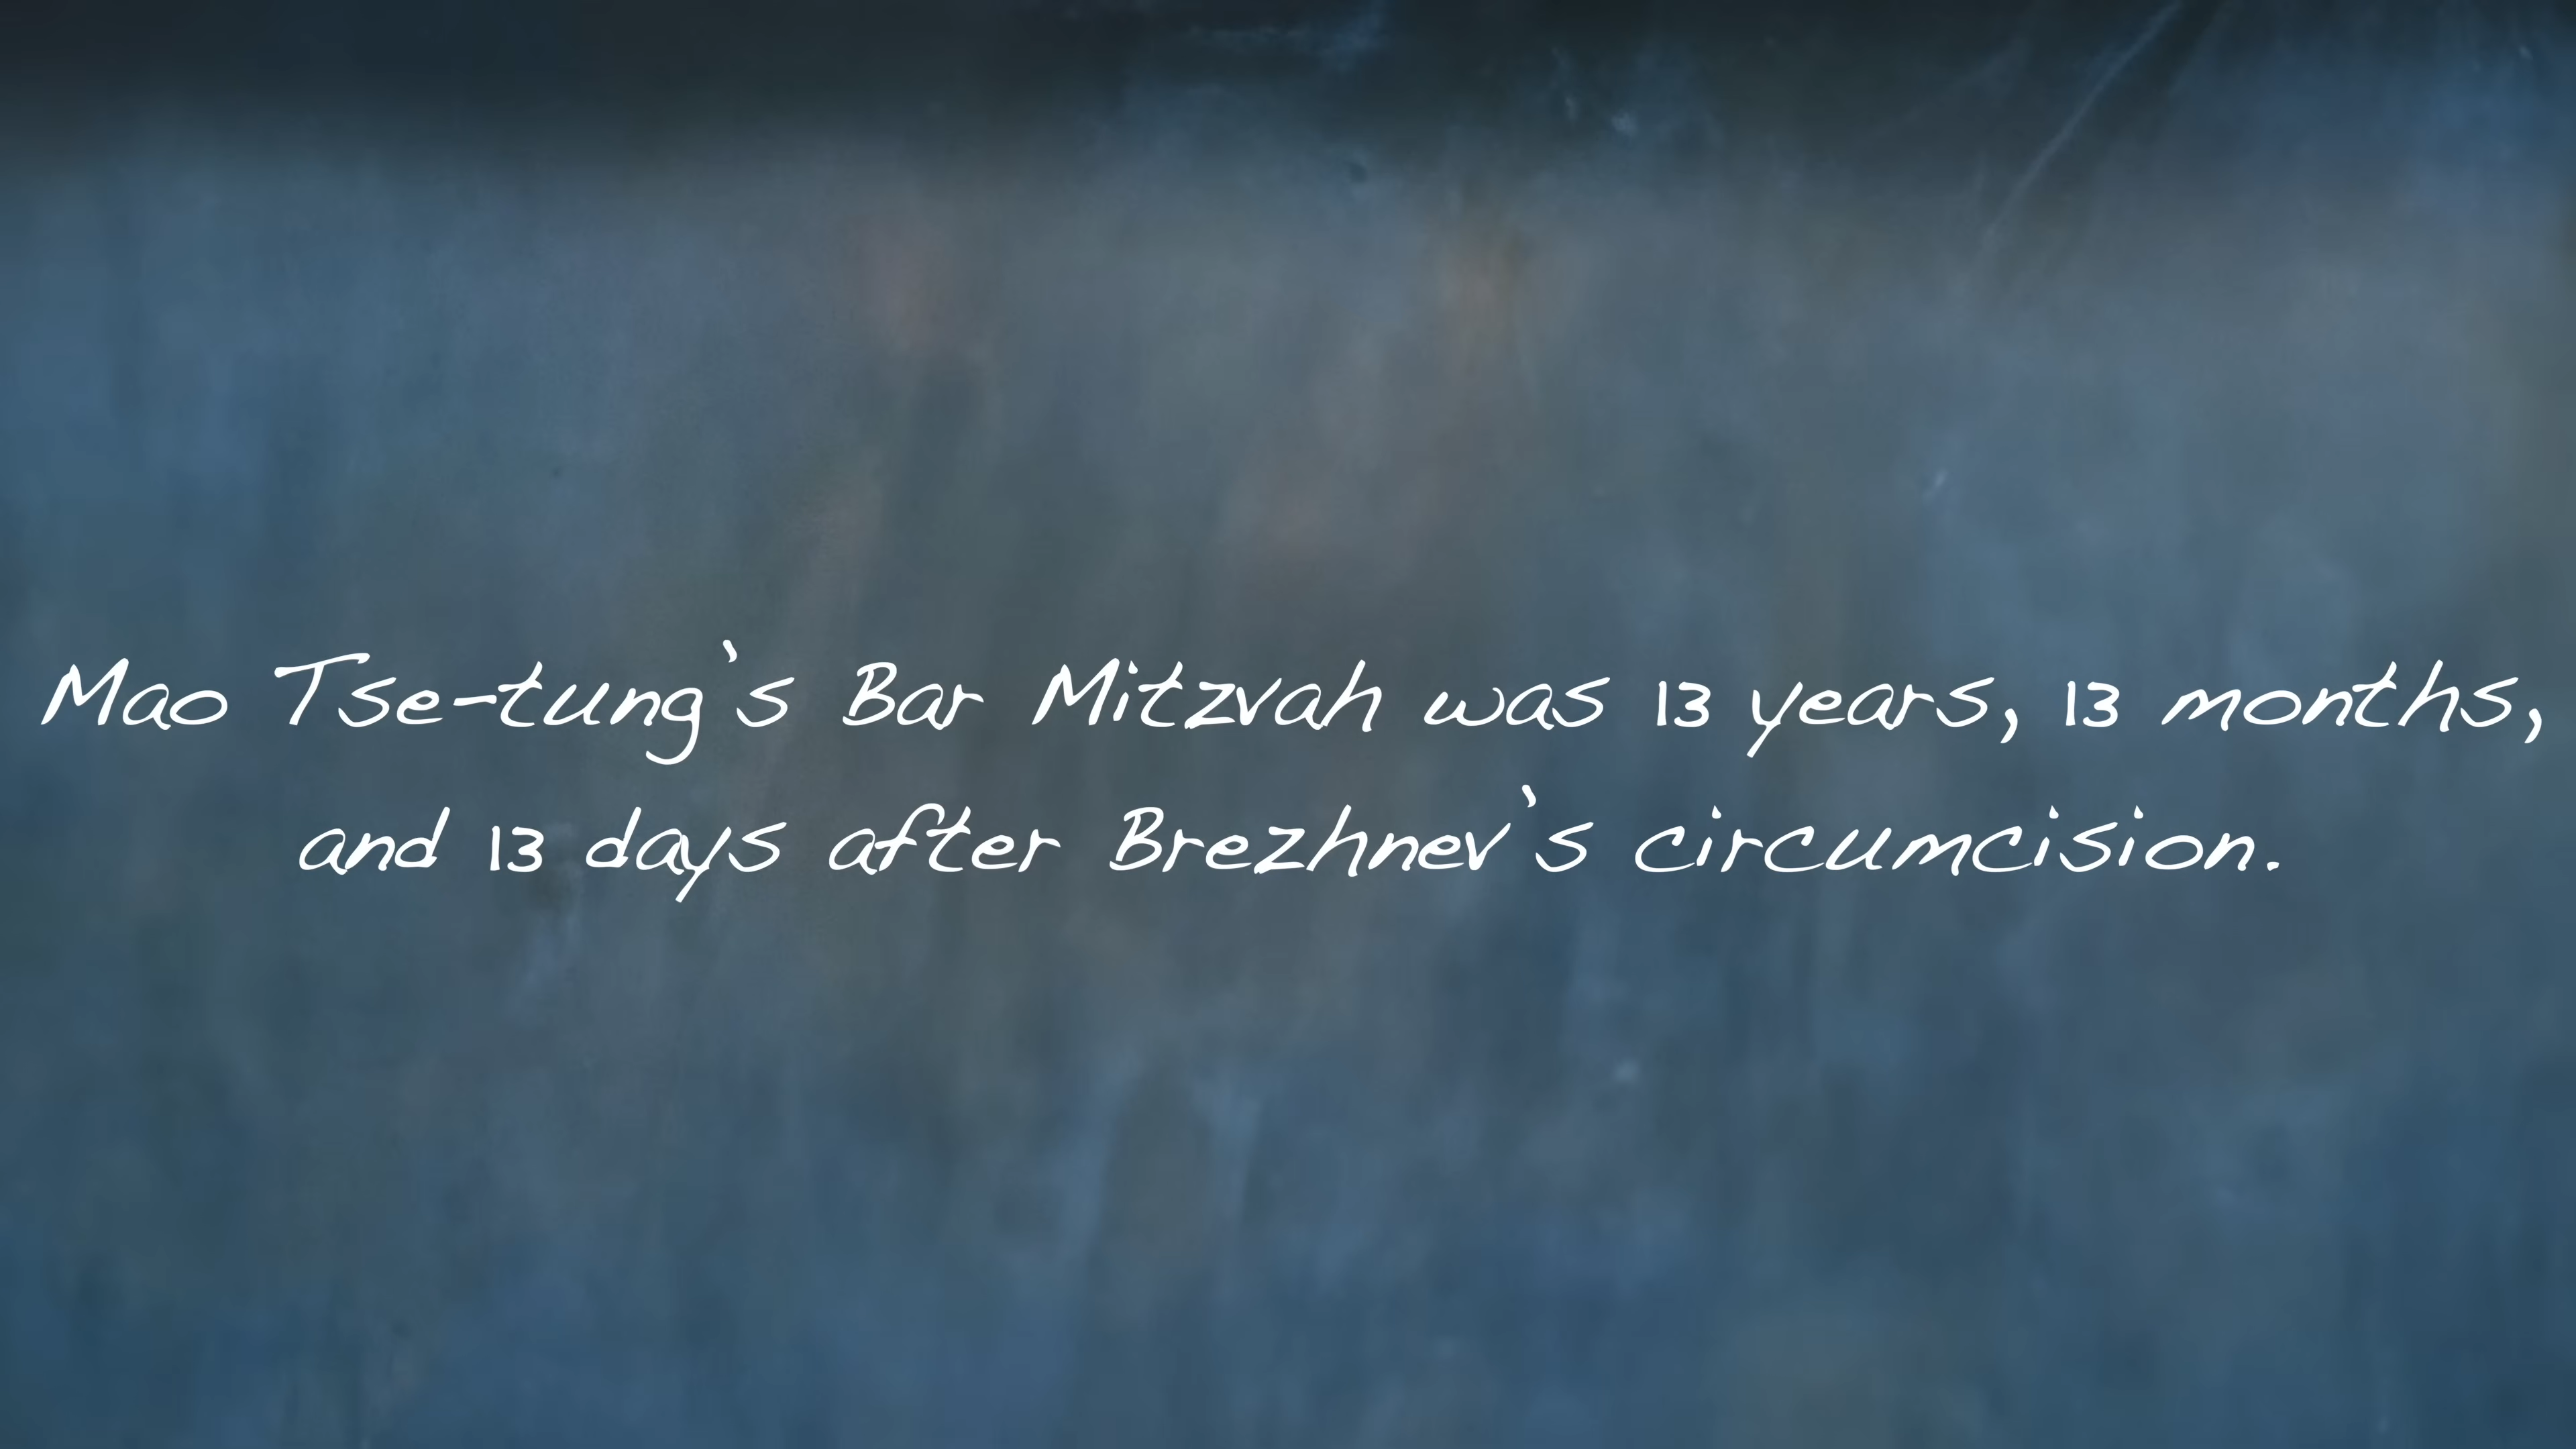 Mao Tse-tung's Bar Mitzvah was 13 years, 13 months,
and 13 days after Brezhnev's circumcision.